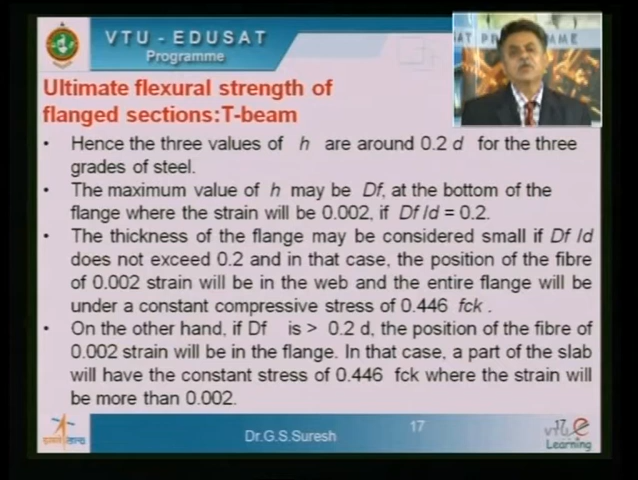 VTU - EDUSAT
Programme
AT PR AMME
Ultimate flexural strength of
flanged sections:T-beam
• Hence the three values of h are around 0.2 d for the three
grades of steel.
• The maximum value of h may be Df, at the bottom of the
flange where the strain will be 0.002, if Df /d = 0.2.
• The thickness of the flange may be considered small if Df /d
does not exceed 0.2 and in that case, the position of the fibre
of 0.002 strain will be in the web and the entire flange will be
under a constant compressive stress of 0.446 fck .
• On the other hand, if Df is > 0.2 d, the position of the fibre of
0.002 strain will be in the flange. In that case, a part of the slab
will have the constant stress of 0.446 fck where the strain will
be more than 0.002.
Dr.G.S.Suresh
17
17
Learning